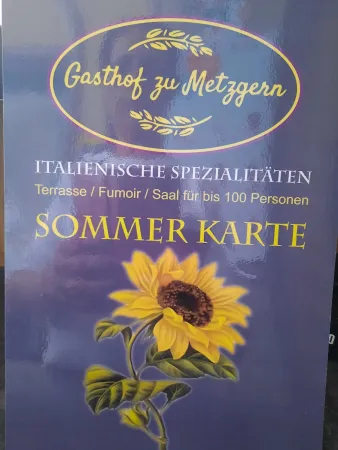 Gasthof zu Metzgern
ITALIENISCHE SPEZIALITÄTEN
Terrasse / Fumoir / Saal für bis 100 Personen
SOMMER KARTE